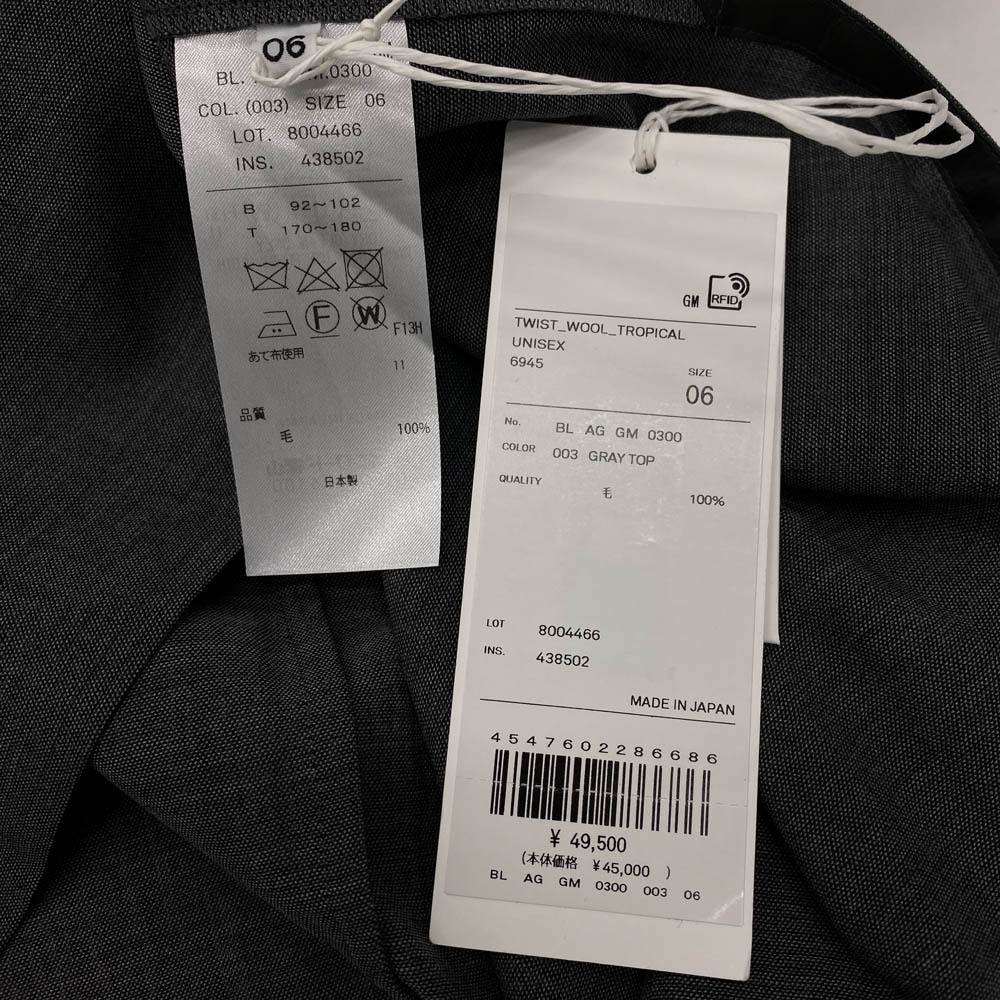 06
BL. M.0300
COL. (003) SIZE 06
LOT. 8004466
INS. 438502
B 92～102
T 170～180
F W F13H
あて布使用
11
品質
毛 100%
日本製
GM RFID
TWIST_WOOL_TROPICAL
UNISEX
6945
SIZE
06
No. BL AG GM 0300
COLOR 003 GRAY TOP
QUALITY
毛 100%
LOT 8004466
INS. 438502
MADE IN JAPAN
4547602286686
¥ 49,500
(本体価格 ¥45,000 )
BL AG GM 0300 003 06